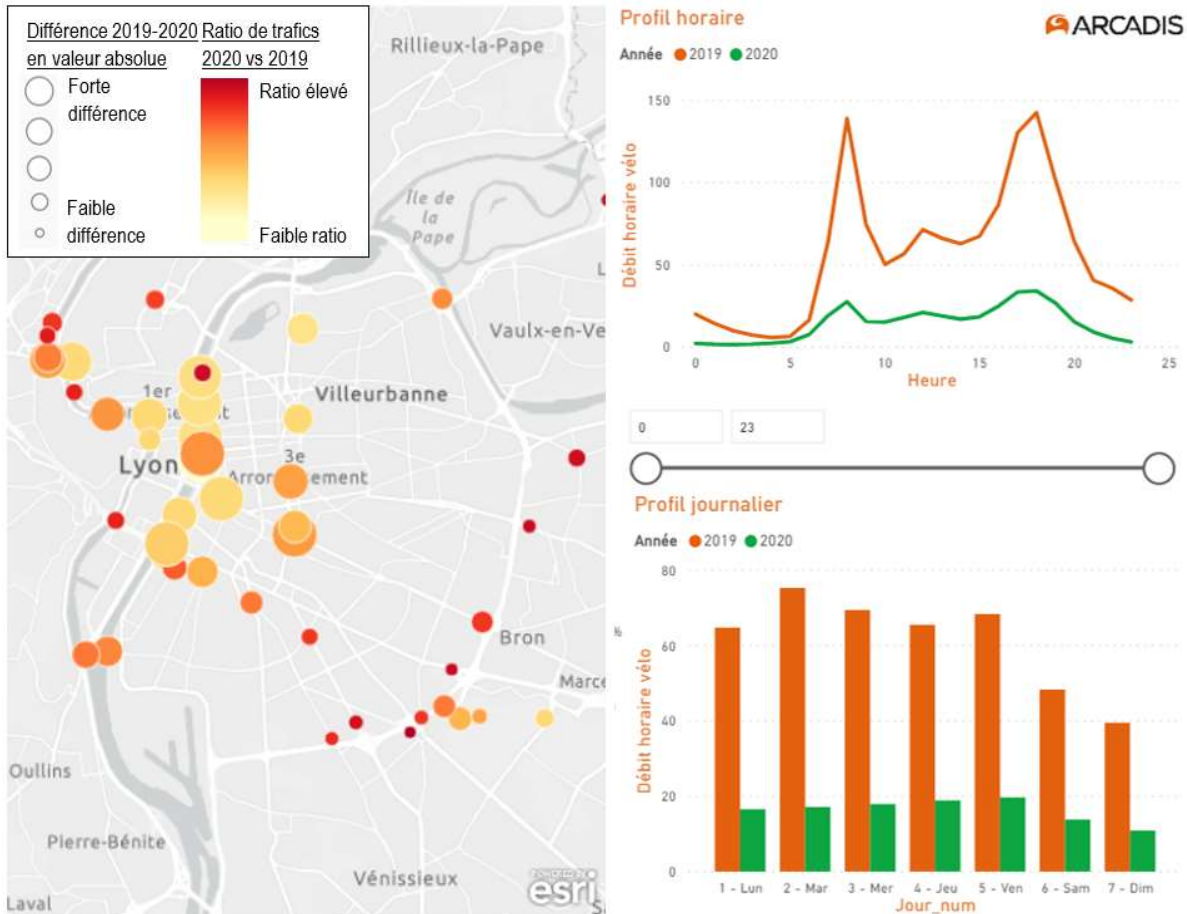 Différence 2019-2020
en valeur absolue
Forte
différence
Faible
différence
Ratio de trafics
2020 vs 2019
Ratio élevé
Faible ratio
Rillieux-la-Pape
Île de
la
Pape
Vaulx-en-Ve
1er
Villeurbanne
Lyon
3e
Arrondissement
Bron
Marce
Oullins
Pierre-Bénite
Vénissieux
Laval
POWERED BY
esri
ARCADIS
Profil horaire
Année 2019 2020
150
100
50
0
Débit horaire vélo
0 5 10 15 20 25
Heure
0 23
Profil journalier
Année 2019 2020
80
60
40
20
0
Débit horaire vélo
1 - Lun 2 - Mar 3 - Mer 4 - Jeu 5 - Ven 6 - Sam 7 - Dim
Jour_num